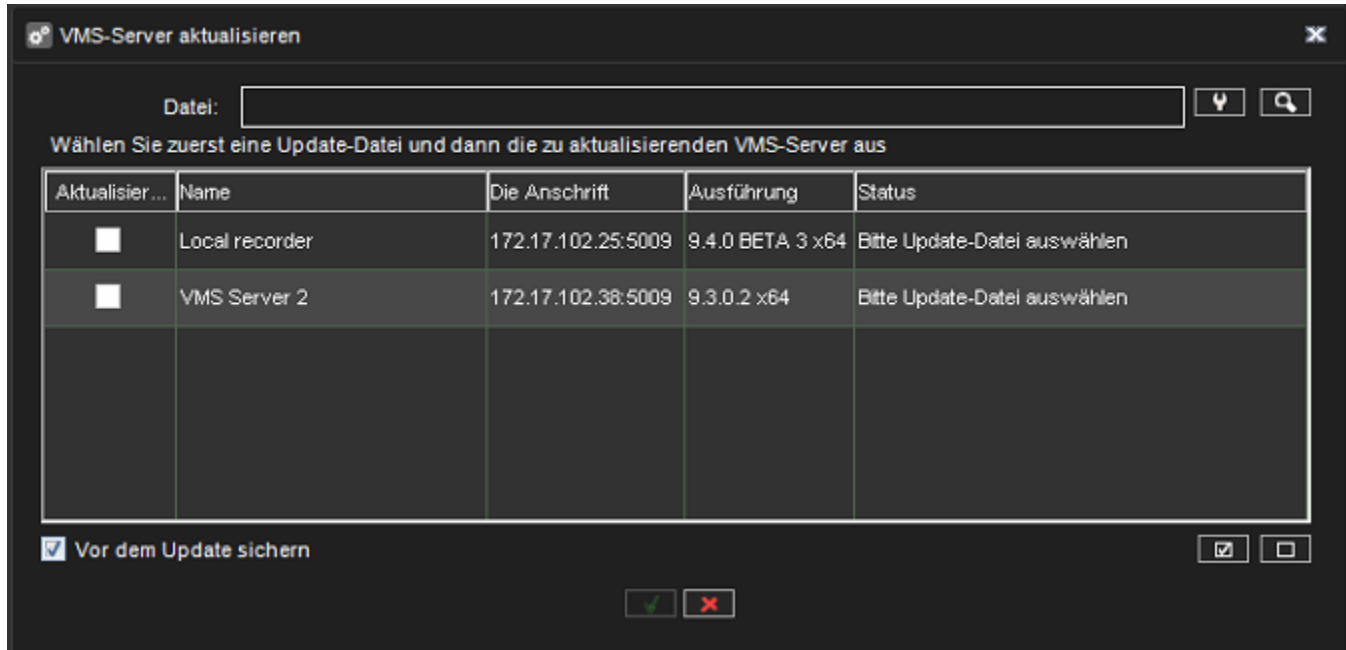 VMS-Server aktualisieren
Datei:
Wählen Sie zuerst eine Update-Datei und dann die zu aktualisierenden VMS-Server aus
Aktualisier... Name Die Anschrift Ausführung Status
Local recorder 172.17.102.25:5009 9.4.0 BETA 3 x64 Bitte Update-Datei auswählen
VMS Server 2 172.17.102.38:5009 9.3.0.2 x64 Bitte Update-Datei auswählen
Vor dem Update sichern